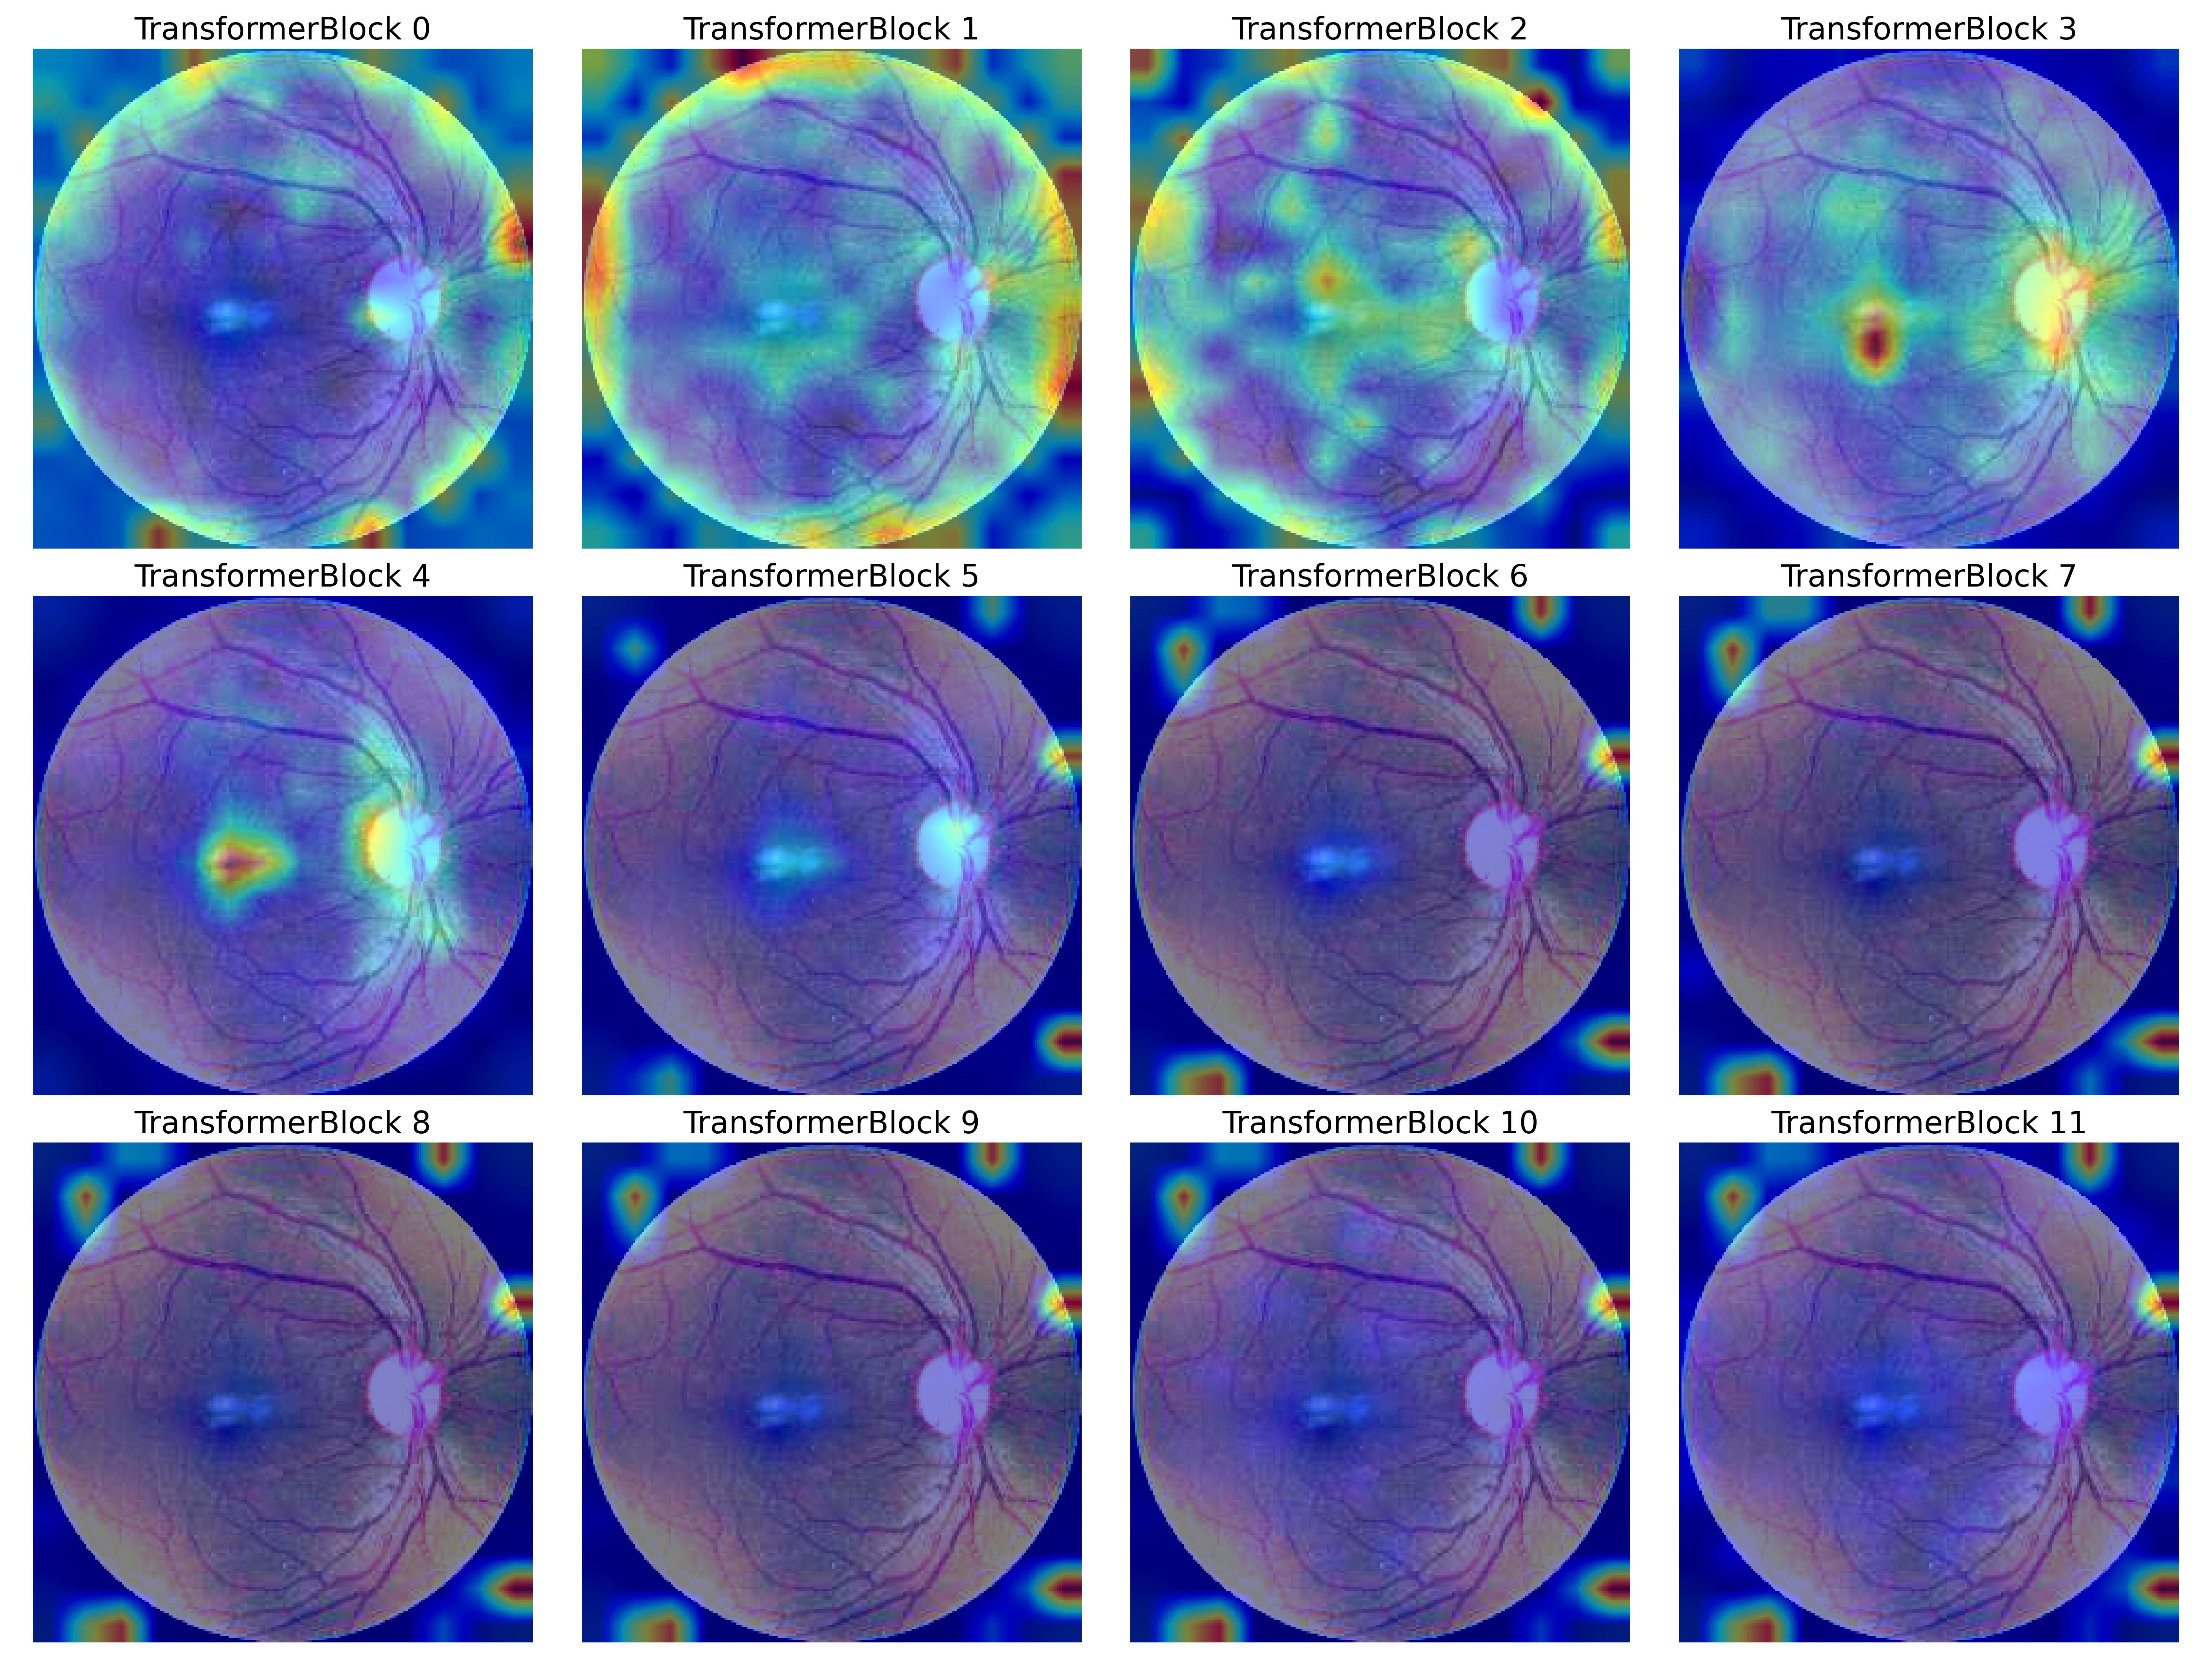 TransformerBlock 0
TransformerBlock 1
TransformerBlock 2
TransformerBlock 3
TransformerBlock 4
TransformerBlock 5
TransformerBlock 6
TransformerBlock 7
TransformerBlock 8
TransformerBlock 9
TransformerBlock 10
TransformerBlock 11